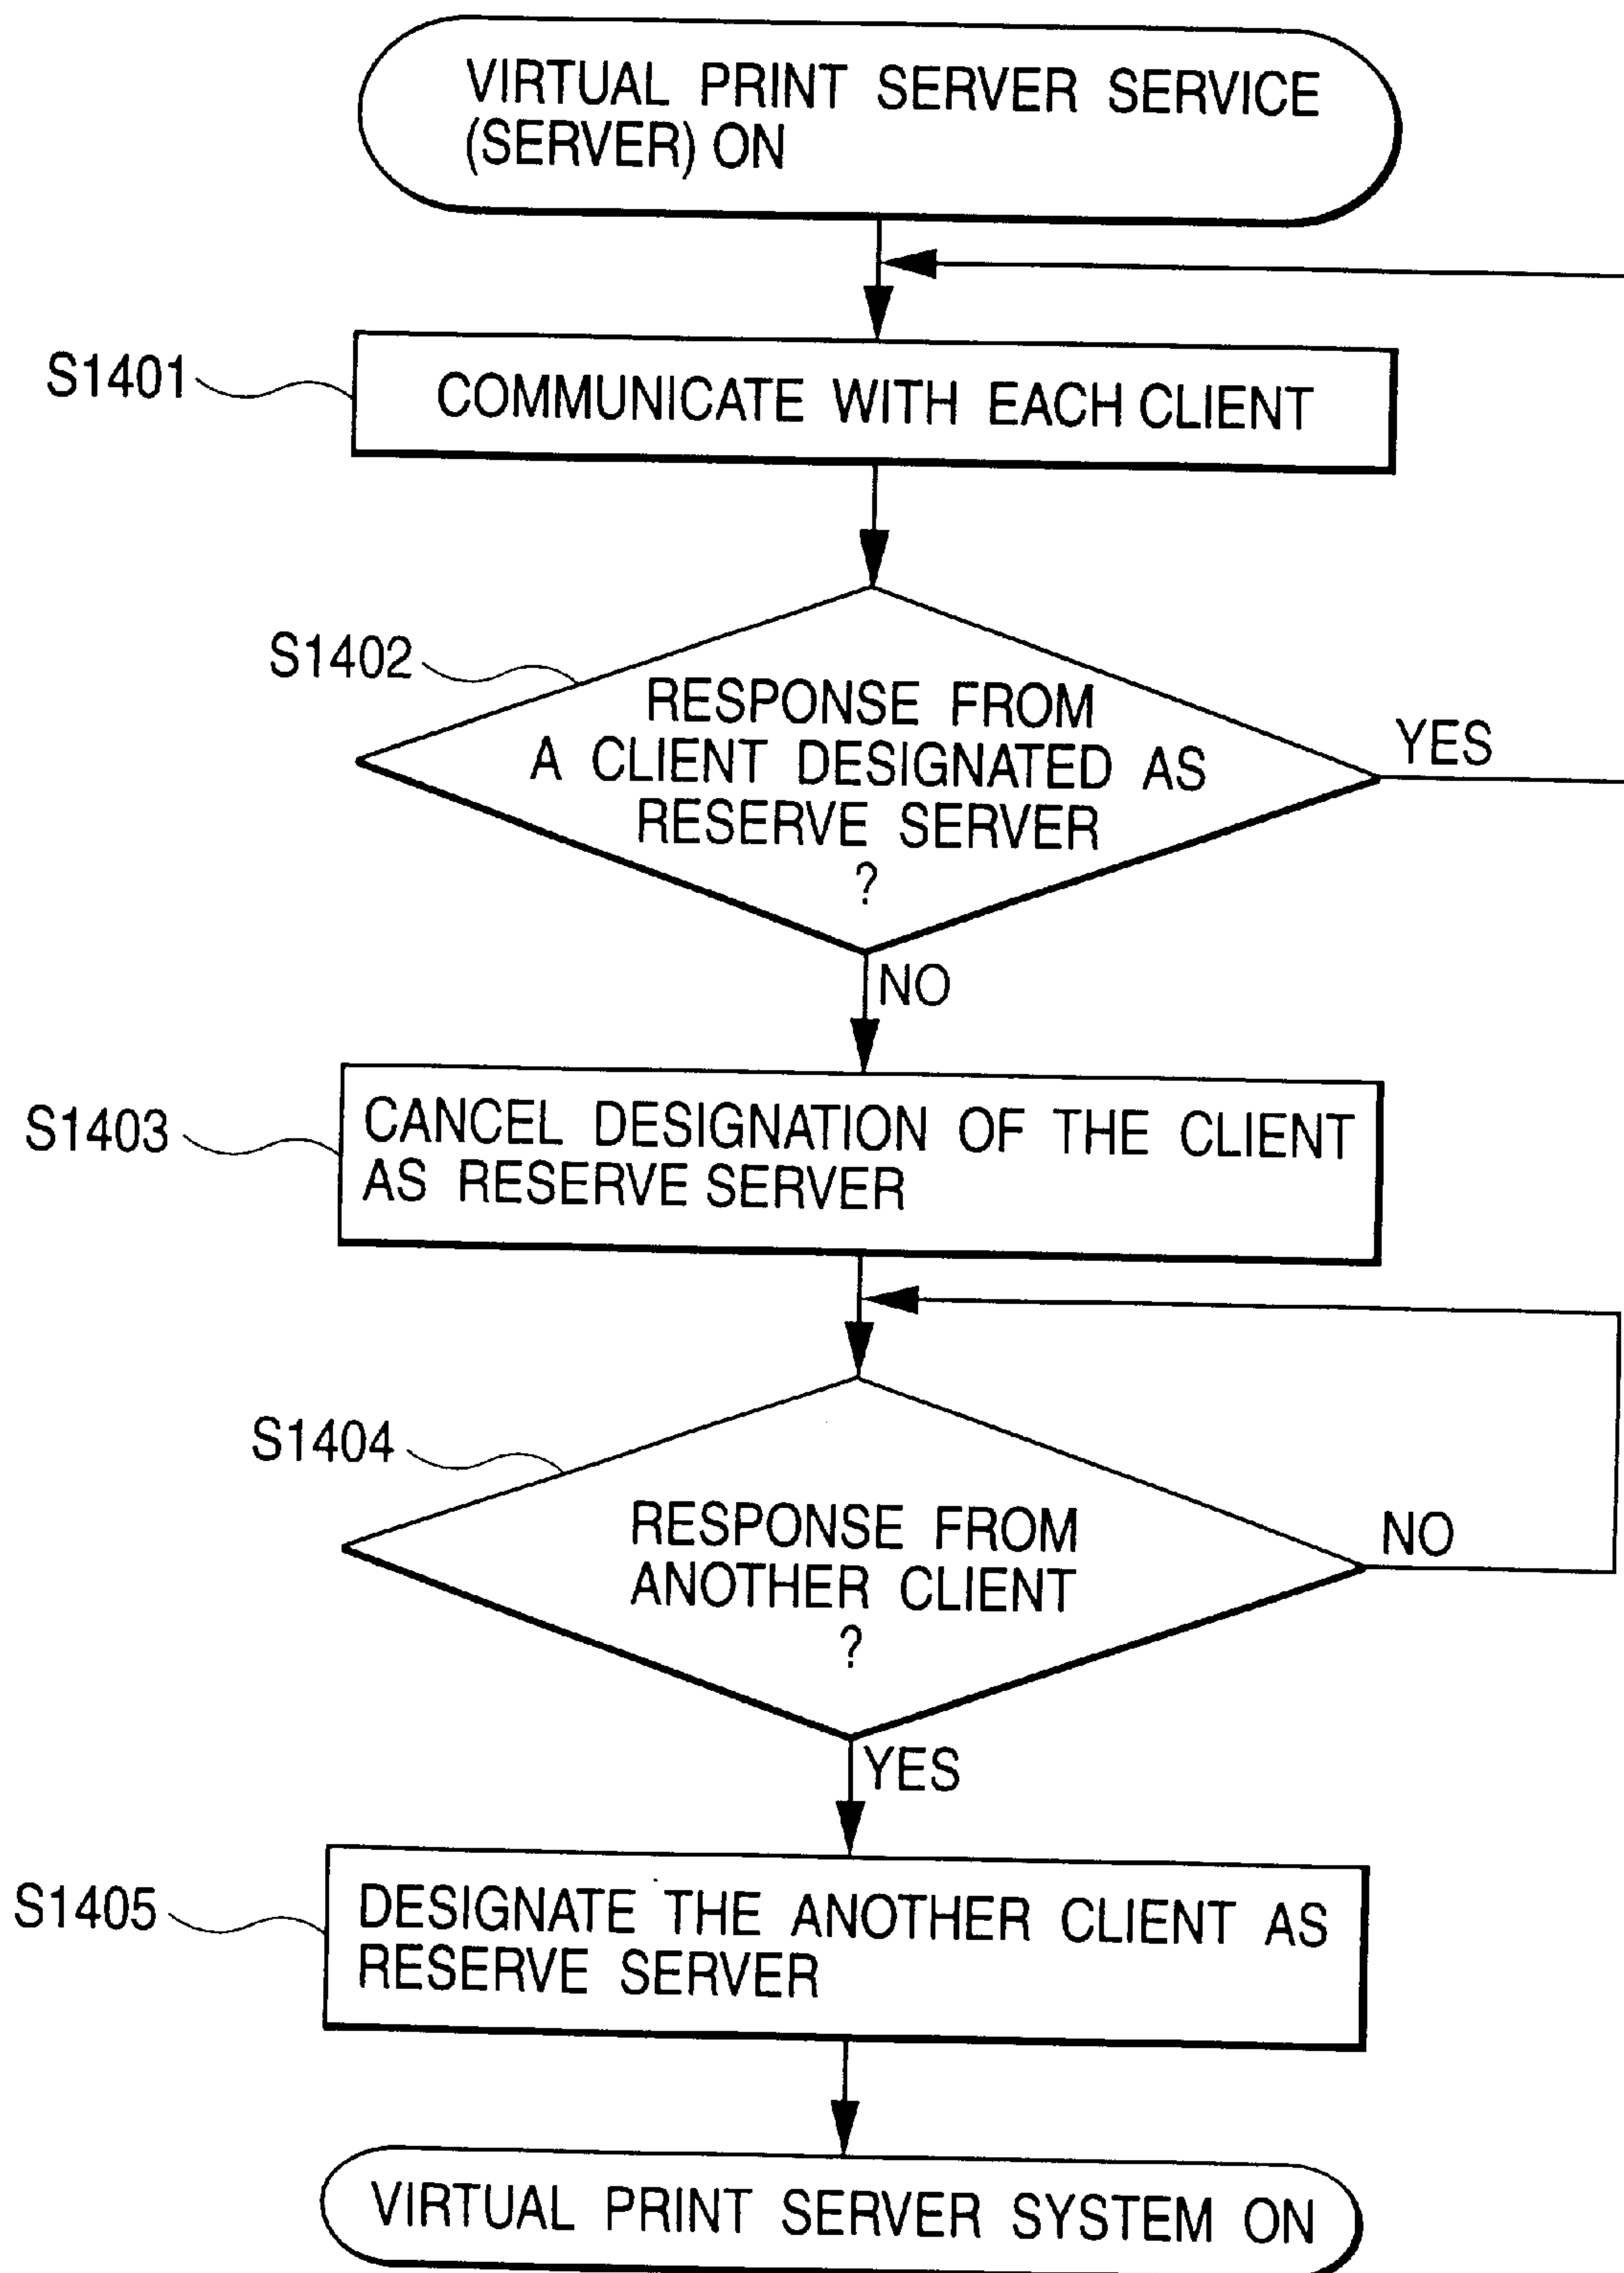 VIRTUAL PRINT SERVER SERVICE
(SERVER) ON
S1401
COMMUNICATE WITH EACH CLIENT
S1402
RESPONSE FROM
A CLIENT DESIGNATED AS
RESERVE SERVER
?
YES
NO
S1403
CANCEL DESIGNATION OF THE CLIENT
AS RESERVE SERVER
S1404
RESPONSE FROM
ANOTHER CLIENT
?
NO
YES
S1405
DESIGNATE THE ANOTHER CLIENT AS
RESERVE SERVER
VIRTUAL PRINT SERVER SYSTEM ON